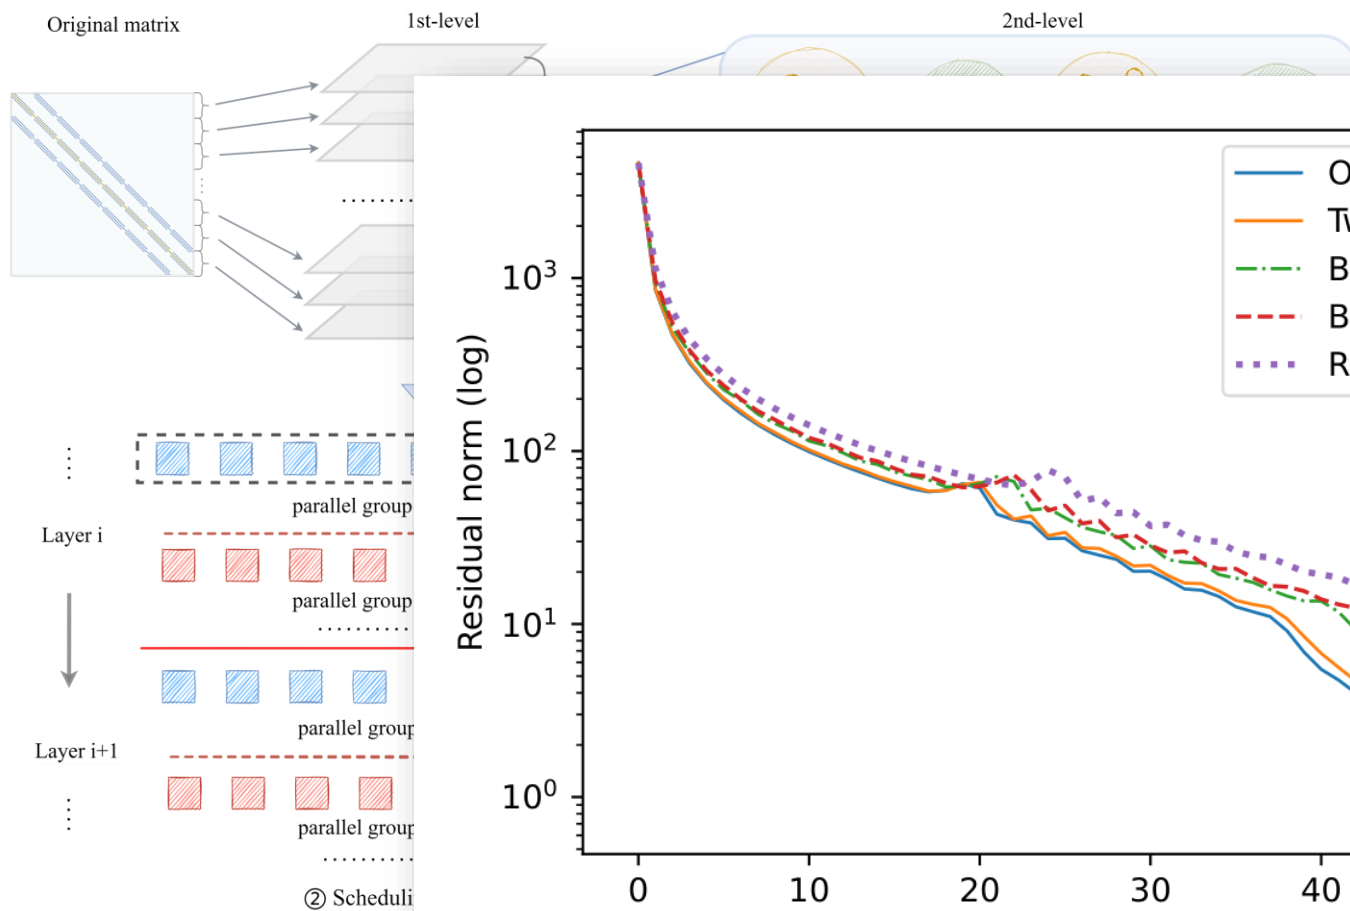 Original matrix
1st-level
2nd-level
Layer i
parallel group
parallel group
Layer i+1
parallel group
parallel group
② Scheduli
Residual norm (log)
10³
10²
10¹
10⁰
0 10 20 30 40
O
Tw
B
B
R